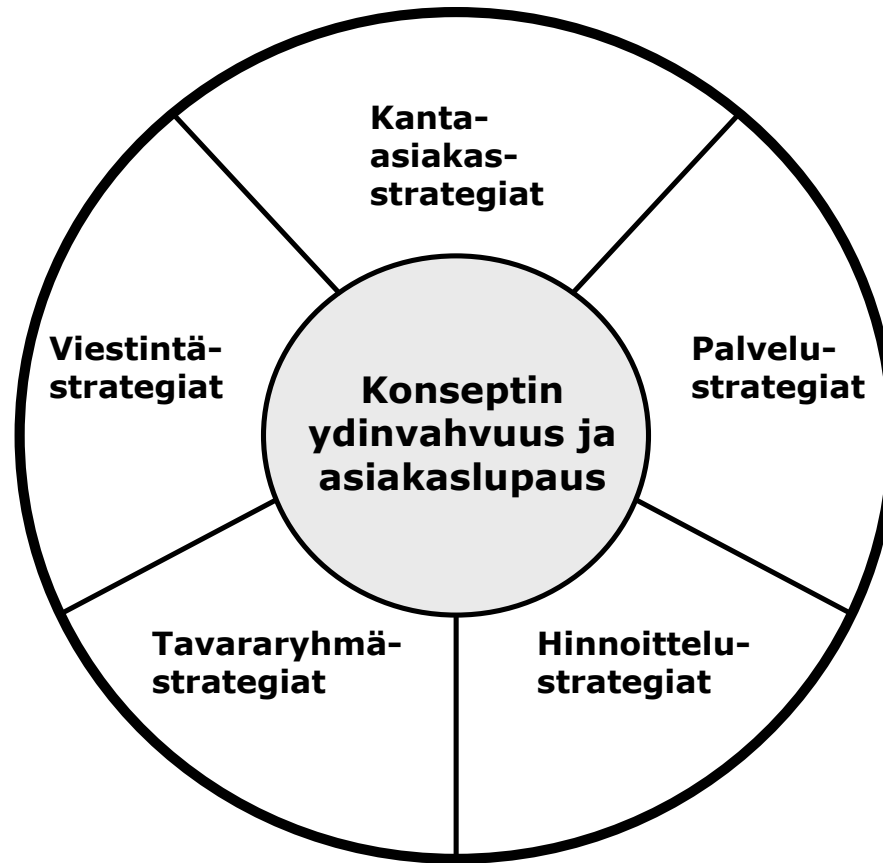 Kanta-
asiakas-
strategiat
Viestintä-
strategiat
Palvelu-
strategiat
Konseptin
ydinvahvuus ja
asiakaslupaus
Tavararyhmä-
strategiat
Hinnoittelu-
strategiat